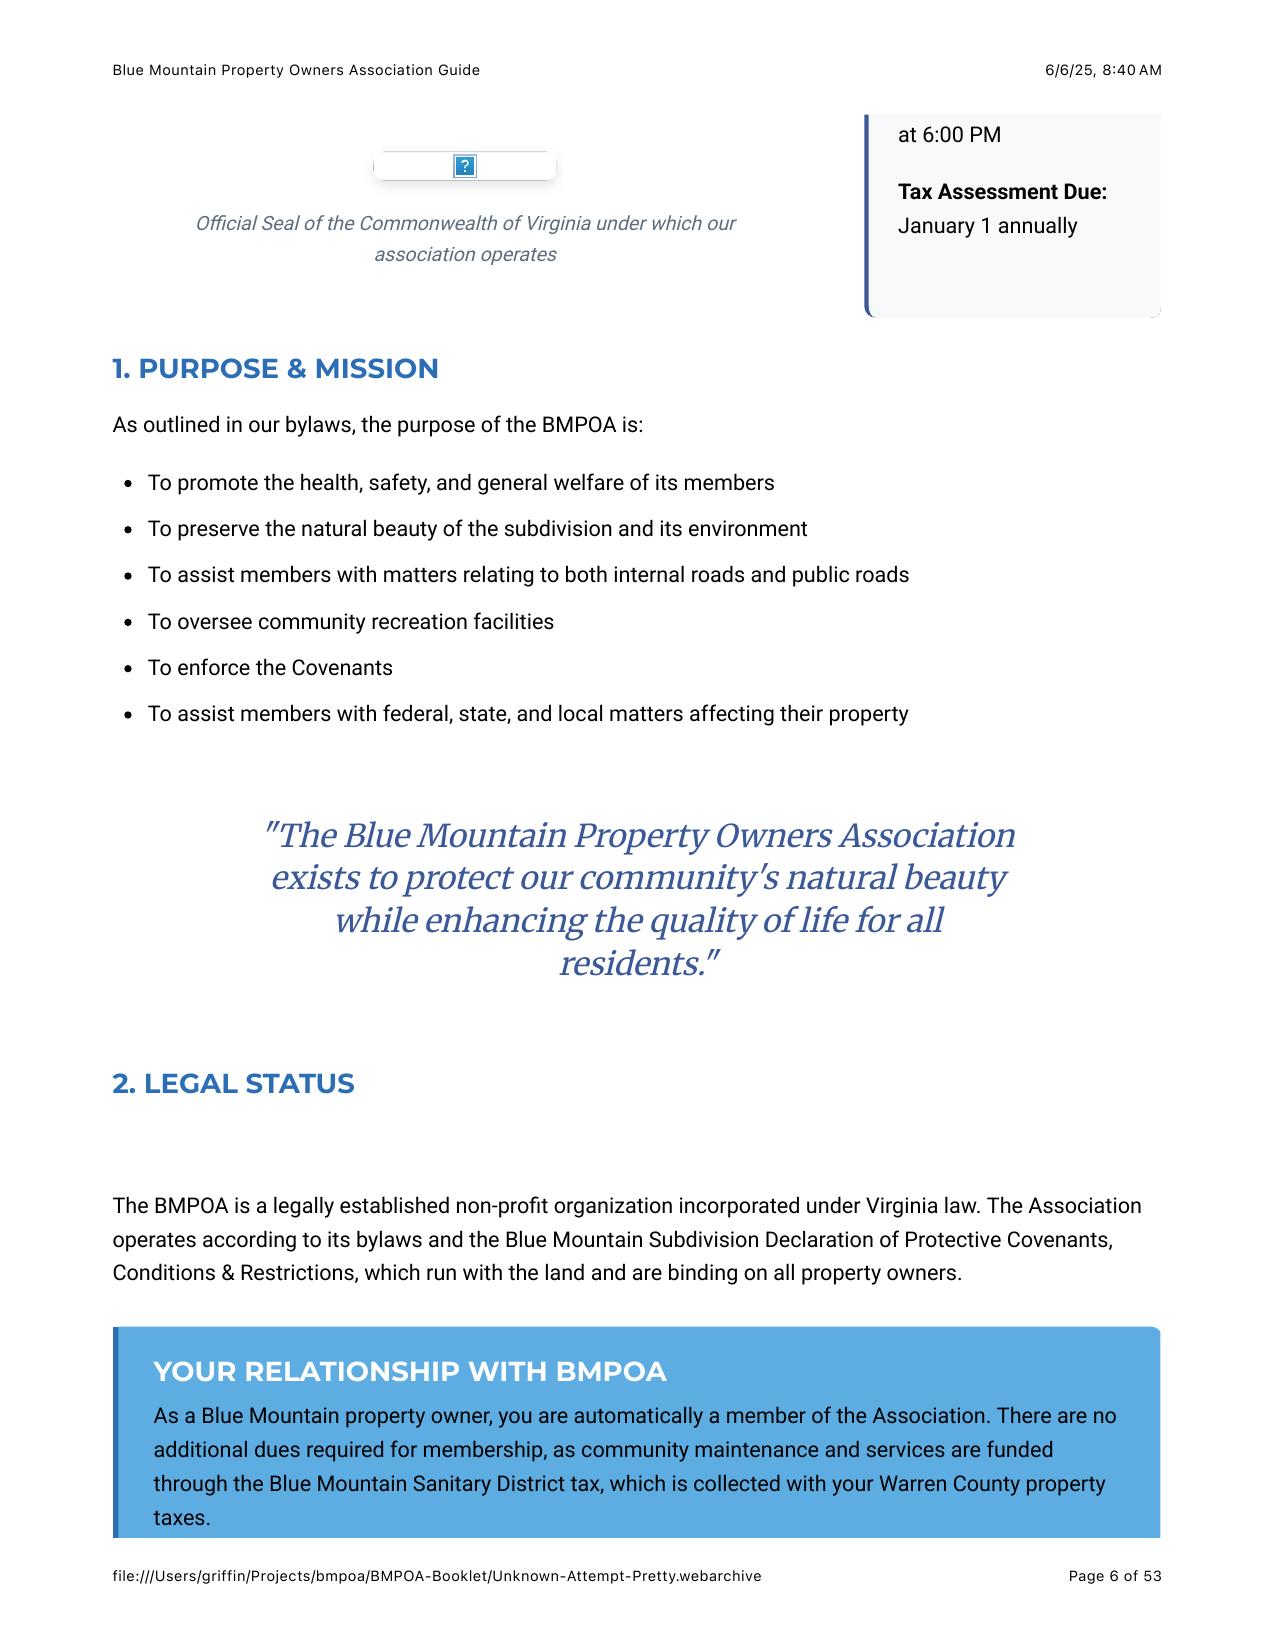 Blue Mountain Property Owners Association Guide
6/6/25, 8:40 AM
at 6:00 PM
Tax Assessment Due:
January 1 annually
?
Official Seal of the Commonwealth of Virginia under which our
association operates
1. PURPOSE & MISSION
As outlined in our bylaws, the purpose of the BMPOA is:
• To promote the health, safety, and general welfare of its members
• To preserve the natural beauty of the subdivision and its environment
• To assist members with matters relating to both internal roads and public roads
• To oversee community recreation facilities
• To enforce the Covenants
• To assist members with federal, state, and local matters affecting their property
"The Blue Mountain Property Owners Association
exists to protect our community's natural beauty
while enhancing the quality of life for all
residents."
2. LEGAL STATUS
The BMPOA is a legally established non-profit organization incorporated under Virginia law. The Association
operates according to its bylaws and the Blue Mountain Subdivision Declaration of Protective Covenants,
Conditions & Restrictions, which run with the land and are binding on all property owners.
YOUR RELATIONSHIP WITH BMPOA
As a Blue Mountain property owner, you are automatically a member of the Association. There are no
additional dues required for membership, as community maintenance and services are funded
through the Blue Mountain Sanitary District tax, which is collected with your Warren County property
taxes.
file:///Users/griffin/Projects/bmpoa/BMPOA-Booklet/Unknown-Attempt-Pretty.webarchive
Page 6 of 53